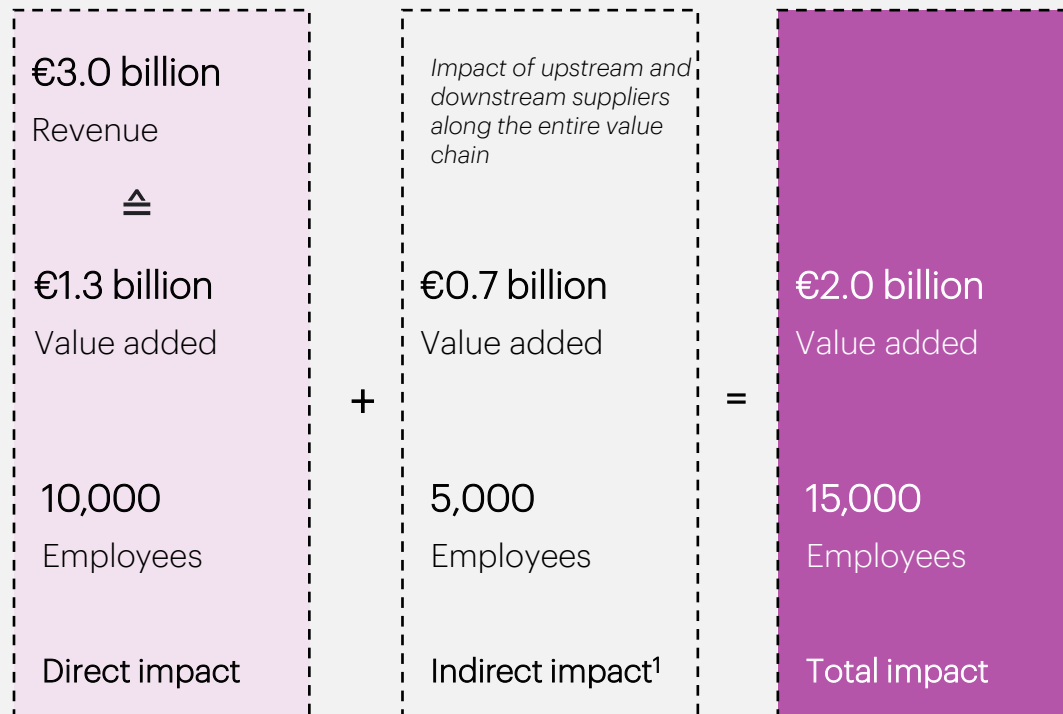 €3.0 billion
Revenue
≙
€1.3 billion
Value added
10,000
Employees
Direct impact
+
Impact of upstream and
downstream suppliers
along the entire value
chain
€0.7 billion
Value added
5,000
Employees
Indirect impact¹
=
€2.0 billion
Value added
15,000
Employees
Total impact